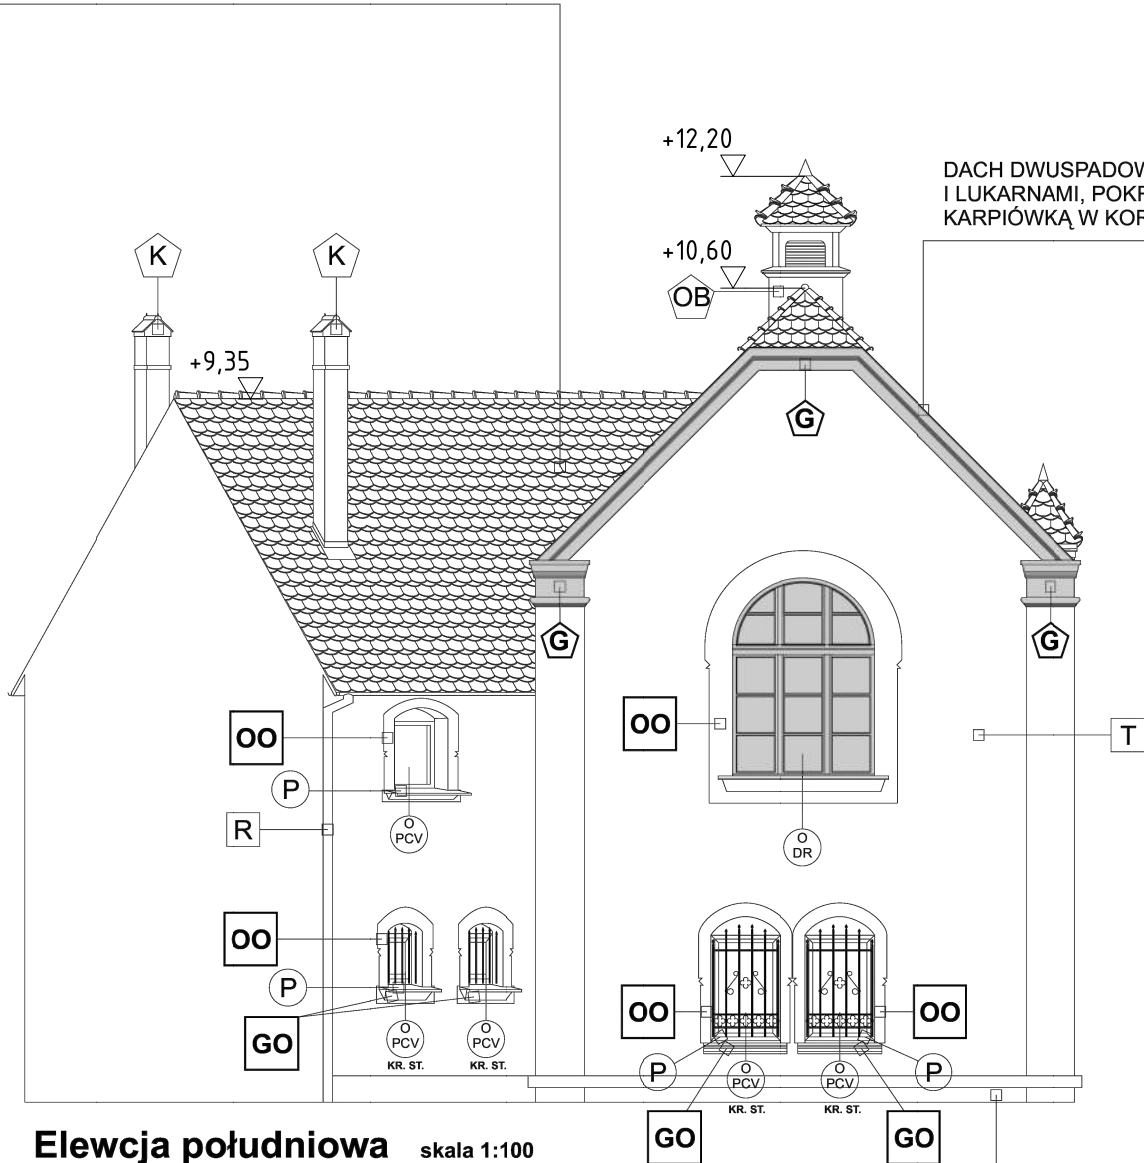 +12,20
DACH DWUSPADOW
I LUKARNAMI, POKR
KARPIÓWKĄ W KOR
K
K
+10,60
OB
+9,35
G
G
G
OO
OO
T
P
R
O
PCV
O
DR
OO
P
GO
O
PCV
KR. ST.
O
PCV
KR. ST.
OO
OO
P
O
PCV
KR. ST.
O
PCV
KR. ST.
P
GO
GO
Elewcja południowa skala 1:100